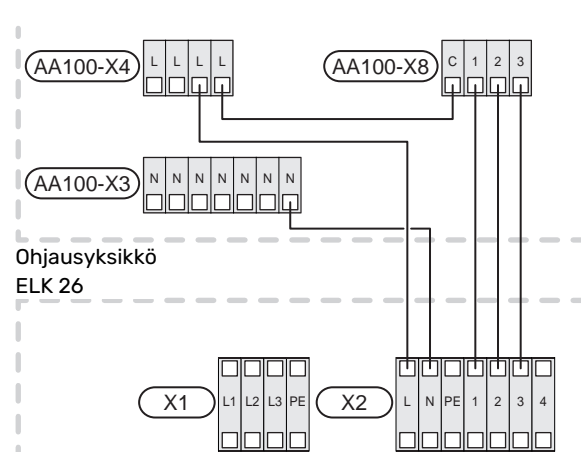 AA100-X4 L L L L
AA100-X8 C 1 2 3
AA100-X3 N N N N N N N
Ohjausyksikkö
ELK 26
X1 L1 L2 L3 PE
X2 L N PE 1 2 3 4